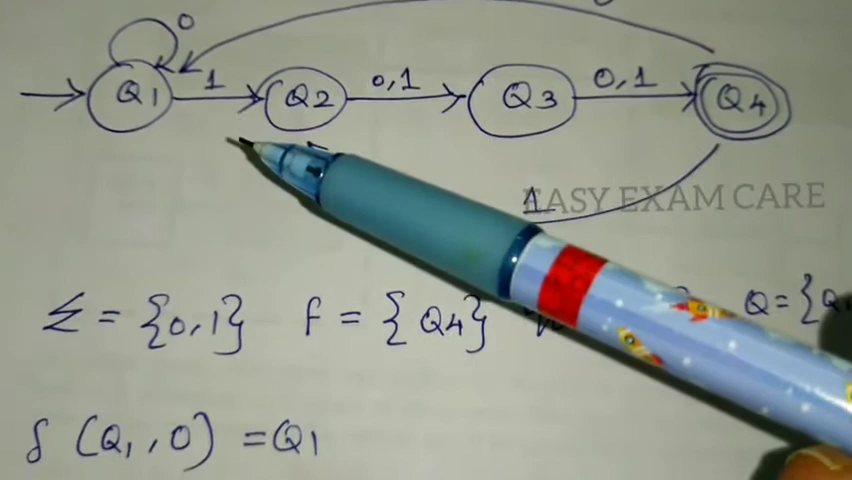 0
Q1 1 Q2 0,1 Q3 0,1 Q4
1
EASY EXAM CARE
Σ = {0,1} F = {Q4} Q = {Q
δ (Q1, 0) = Q1